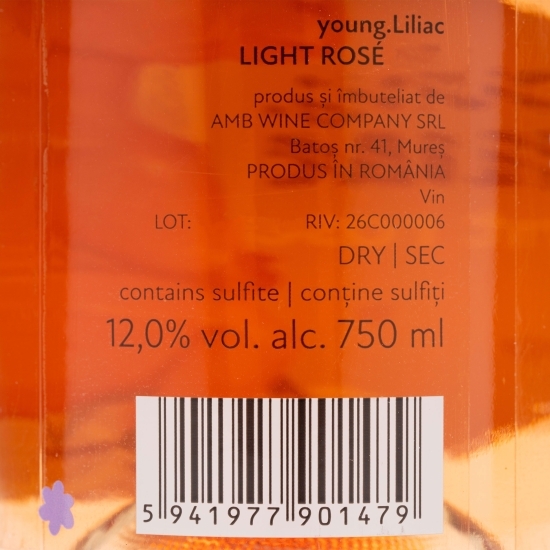 young.Liliac
LIGHT ROSÉ
produs și îmbuteliat de
AMB WINE COMPANY SRL
Batoș nr. 41, Mureș
PRODUS ÎN ROMÂNIA
Vin
LOT: RIV: 26C000006
DRY | SEC
contains sulfite | conține sulfiți
12,0% vol. alc. 750 ml
5 941977 901479